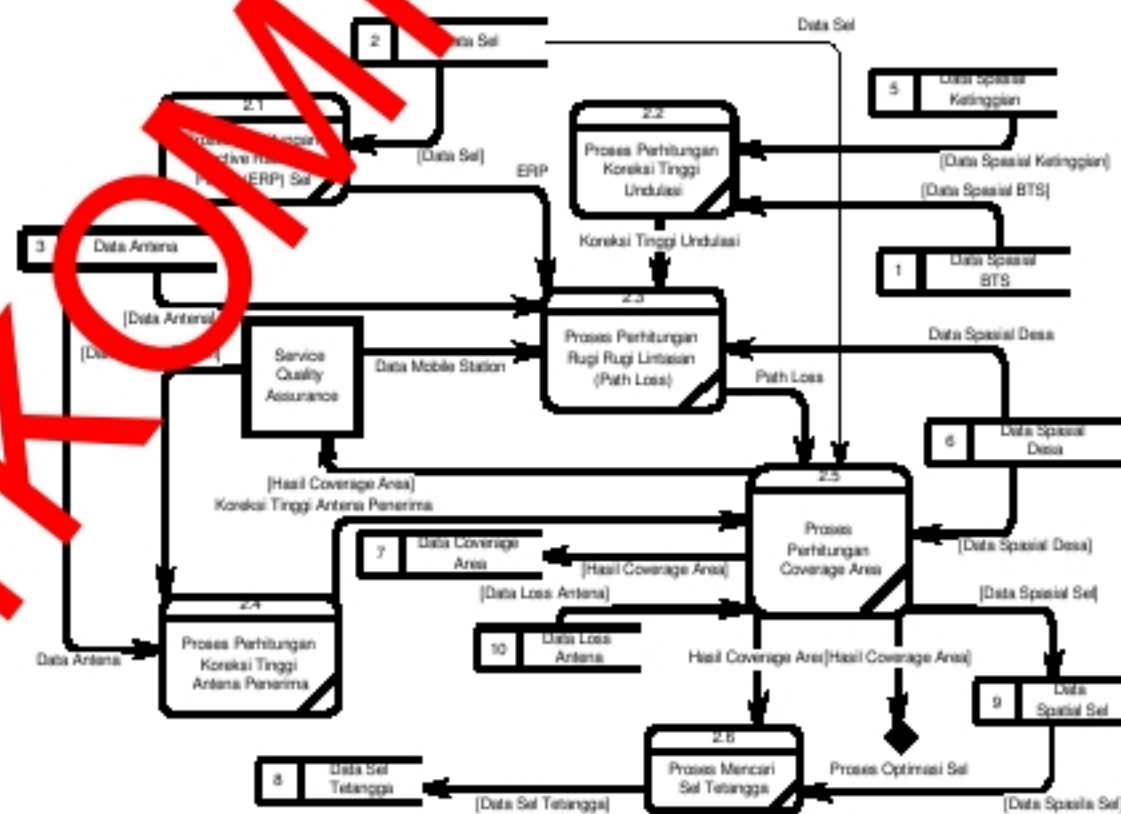 Data Sel
2
Data Sel
5
Data Spasial
Ketinggian
2.1
2.2
(ERP) Sel
[Data Sel]
Proses Perhitungan
Koreksi Tinggi
Undulasi
[Data Spasial Ketinggian]
ERP
[Data Spasial BTS]
3
Data Antena
Koreksi Tinggi Undulasi
1
Data Spasial
BTS
2.3
[Data Antena]
Service
Quality
Assurance
Data Mobile Station
Proses Perhitungan
Rugi Rugi Lintasan
(Path Loss)
Data Spasial Desa
Path Loss
6
Data Spasial
Desa
2.5
[Hasil Coverage Area]
Koreksi Tinggi Antena Penerima
Proses
Perhitungan
Coverage Area
7
Data Coverage
Area
[Hasil Coverage Area]
[Data Spasial Desa]
[Data Loss Antena]
[Data Spasial Sel]
2.4
Proses Perhitungan
Koreksi Tinggi
Antena Penerima
Data Antena
10
Data Loss
Antena
Hasil Coverage Area
[Hasil Coverage Area]
9
Data
Spatial Sel
2.6
Proses Mencari
Sel Tetangga
Proses Optimasi Sel
8
Data Sel
Tetangga
[Data Sel Tetangga]
[Data Spasila Sel]
KOM